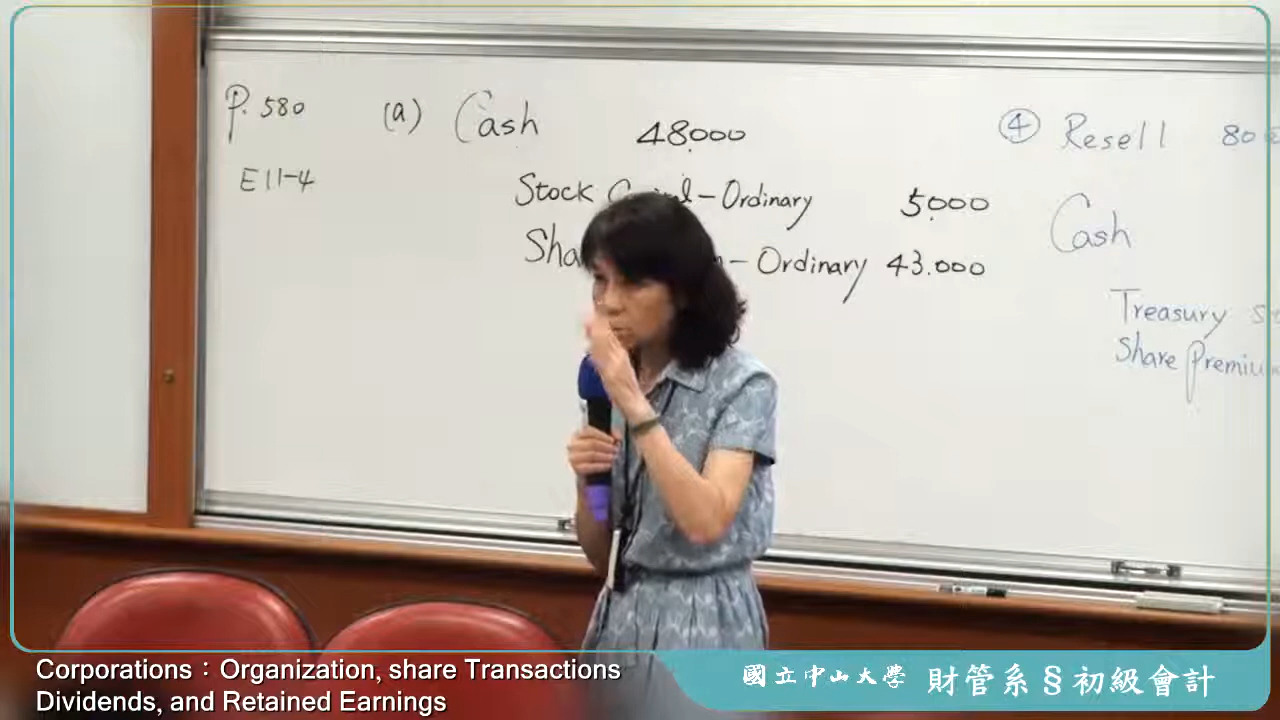 P. 580
E 11-4
(a) Cash 48.000
Stock – Ordinary 5.000
– Ordinary 43.000
④ Resell 80
Cash
Treasury
Share
Corporations：Organization, share Transactions
Dividends, and Retained Earnings
國立中山大學 財管系§初級會計